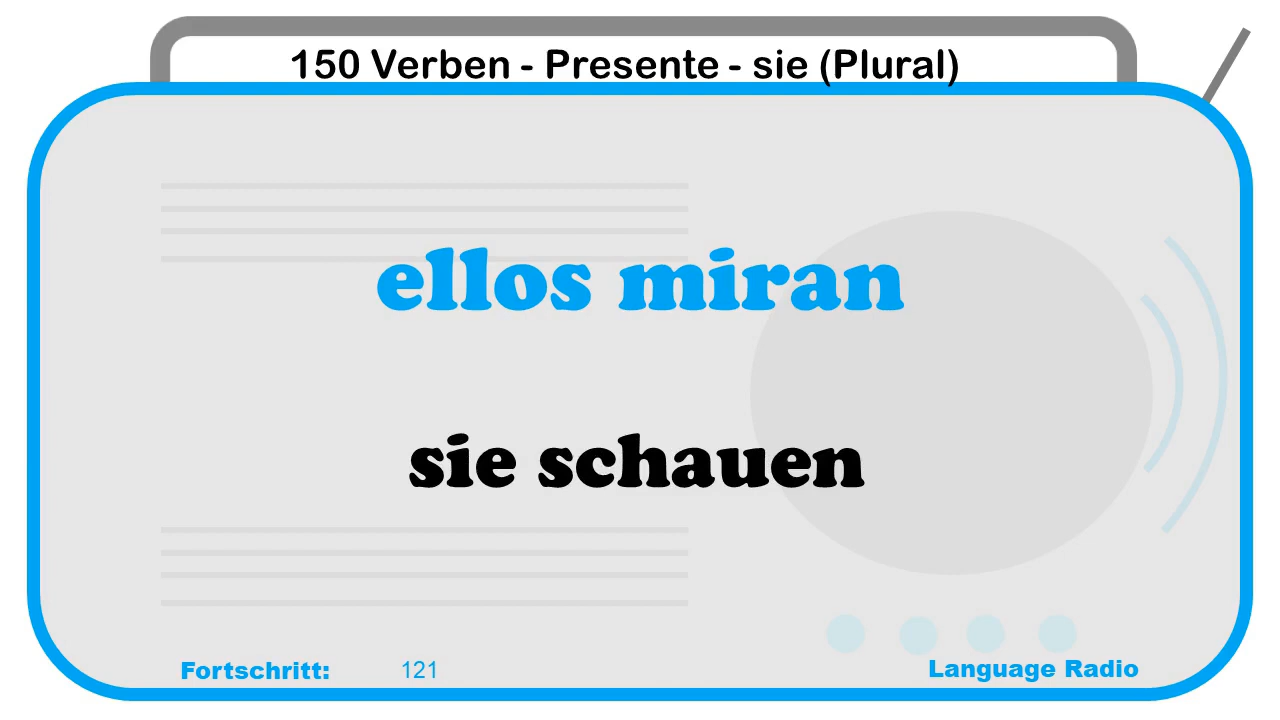 150 Verben - Presente - sie (Plural)
ellos miran
sie schauen
Fortschritt: 121
Language Radio